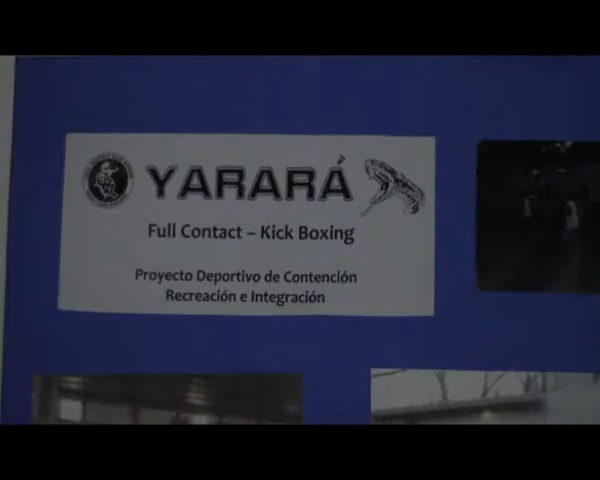 YARARÁ
Full Contact – Kick Boxing
Proyecto Deportivo de Contención
Recreación e Integración